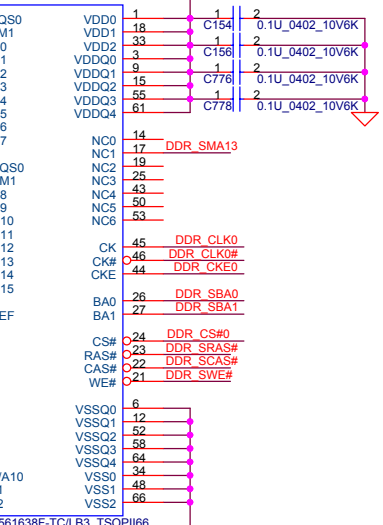 QS0 VDD0 1
M1 VDD1 18 1 2
0 VDD2 33 C154 0.1U_0402_10V6K
1 VDDQ0 3 1 2
2 VDDQ1 9 C156 0.1U_0402_10V6K
3 VDDQ2 15 1 2
4 VDDQ3 55 C776 0.1U_0402_10V6K
5 VDDQ4 61 1 2
C778 0.1U_0402_10V6K
6
7 NC0 14
NC1 17 DDR_SMA13
QS0 NC2 19
M1 NC3 25
8 NC4 43
9 NC5 50
10 NC6 53
11
12 CK 45 DDR_CLK0
13 CK# 46 DDR_CLK0#
14 CKE 44 DDR_CKE0
15
BA0 26 DDR_SBA0
EF BA1 27 DDR_SBA1
CS# 24 DDR_CS#0
RAS# 23 DDR_SRAS#
CAS# 22 DDR_SCAS#
WE# 21 DDR_SWE#
VSSQ0 6
VSSQ1 12
VSSQ2 52
VSSQ3 58
VSSQ4 64
/A10 VSS0 34
1 VSS1 48
2 VSS2 66
561638F-TC/LB3_TSOPII66